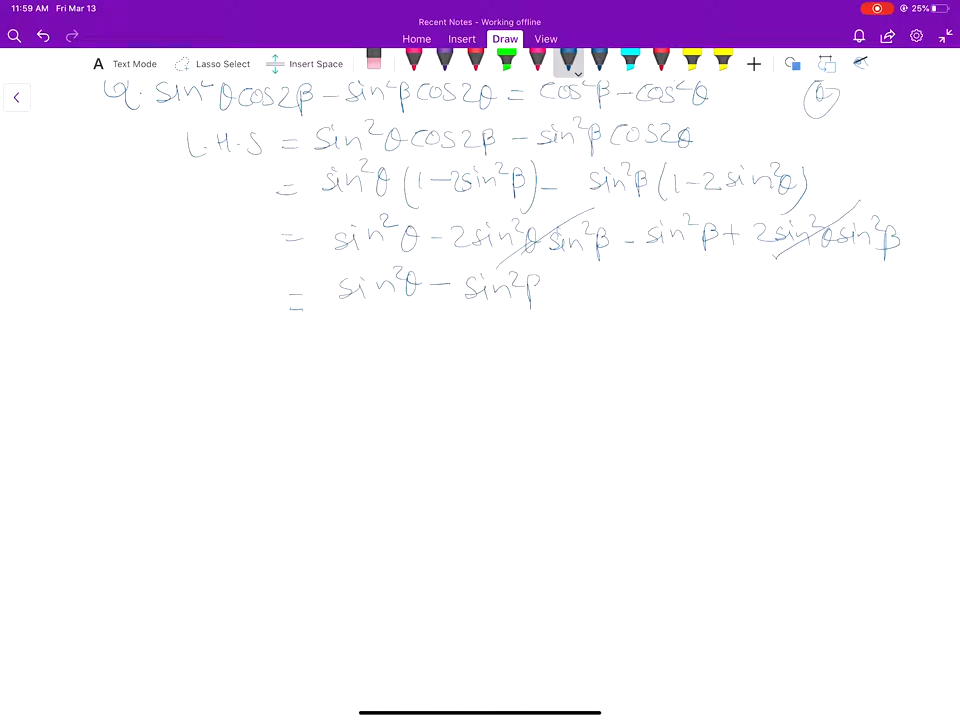 11:59 AM Fri Mar 13
25%
Recent Notes - Working offline
Home Insert Draw View
A Text Mode Lasso Select Insert Space
Q. sin²θcos2β - sin²βcos2θ = cos²β - cos²θ
θ
L.H.S = sin²θcos2β - sin²βcos2θ
= sin²θ(1-2sin²β) - sin²β(1-2sin²θ)
= sin²θ - 2sin²θsin²β - sin²β + 2sin²θsin²β
= sin²θ - sin²β